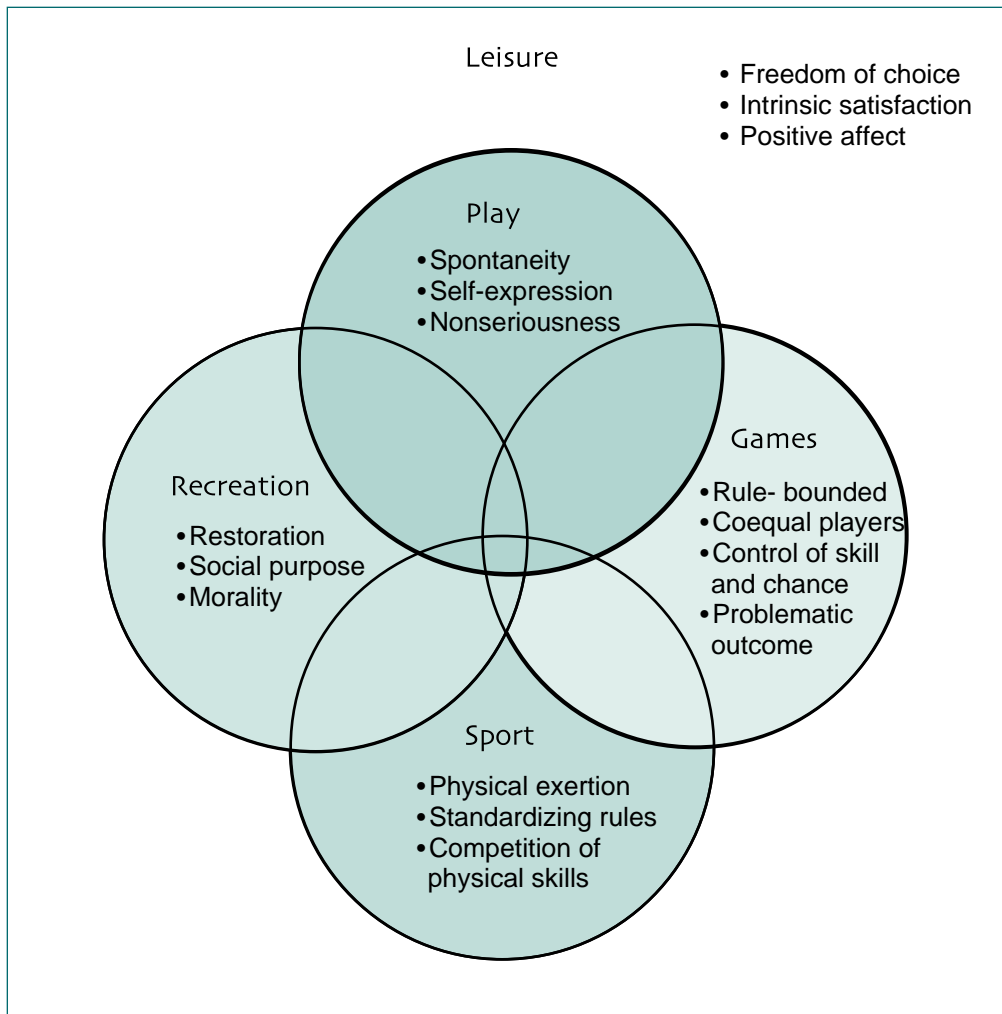 Leisure
• Freedom of choice
• Intrinsic satisfaction
• Positive affect
Play
•Spontaneity
•Self-expression
•Nonseriousness
Games
•Rule- bounded
•Coequal players
•Control of skill
and chance
•Problematic
outcome
Recreation
•Restoration
•Social purpose
•Morality
Sport
•Physical exertion
•Standardizing rules
•Competition of
physical skills